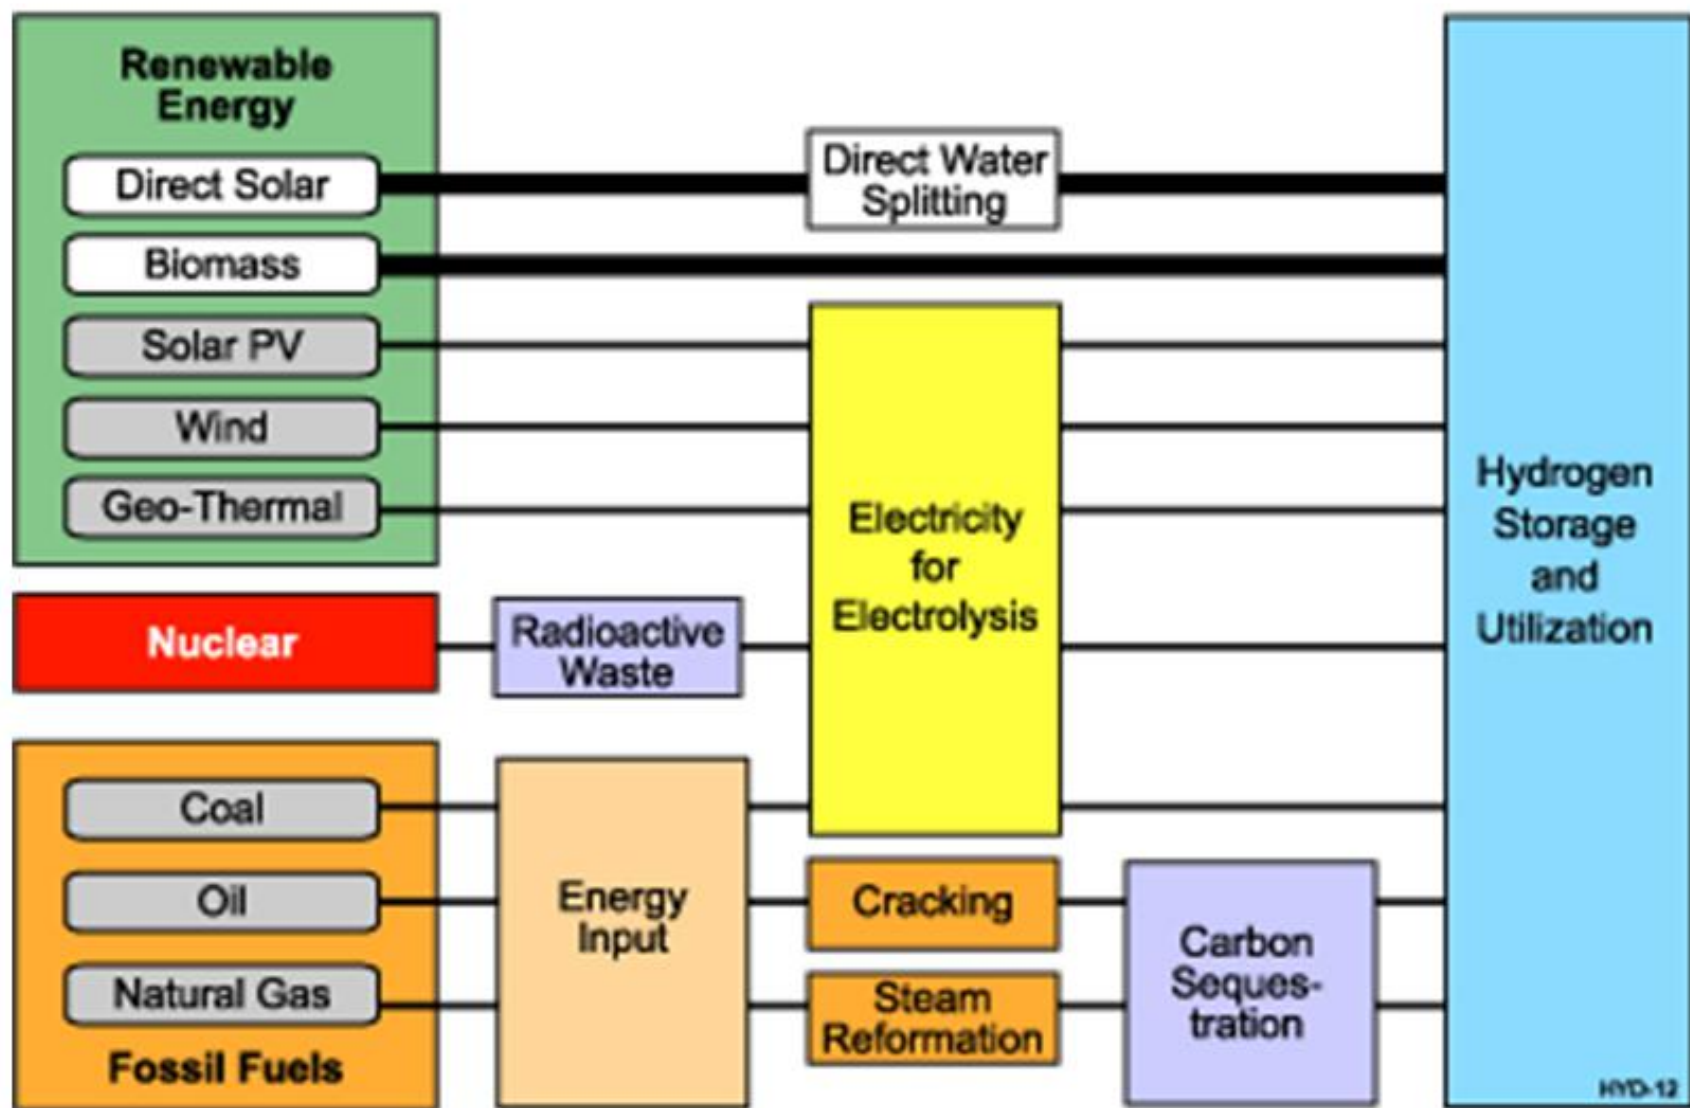 Renewable
Energy
Direct Solar
Biomass
Solar PV
Wind
Geo-Thermal
Nuclear
Coal
Oil
Natural Gas
Fossil Fuels
Radioactive
Waste
Energy
Input
Direct Water
Splitting
Electricity
for
Electrolysis
Cracking
Steam
Reformation
Carbon
Seques-
tration
Hydrogen
Storage
and
Utilization
HYD-12